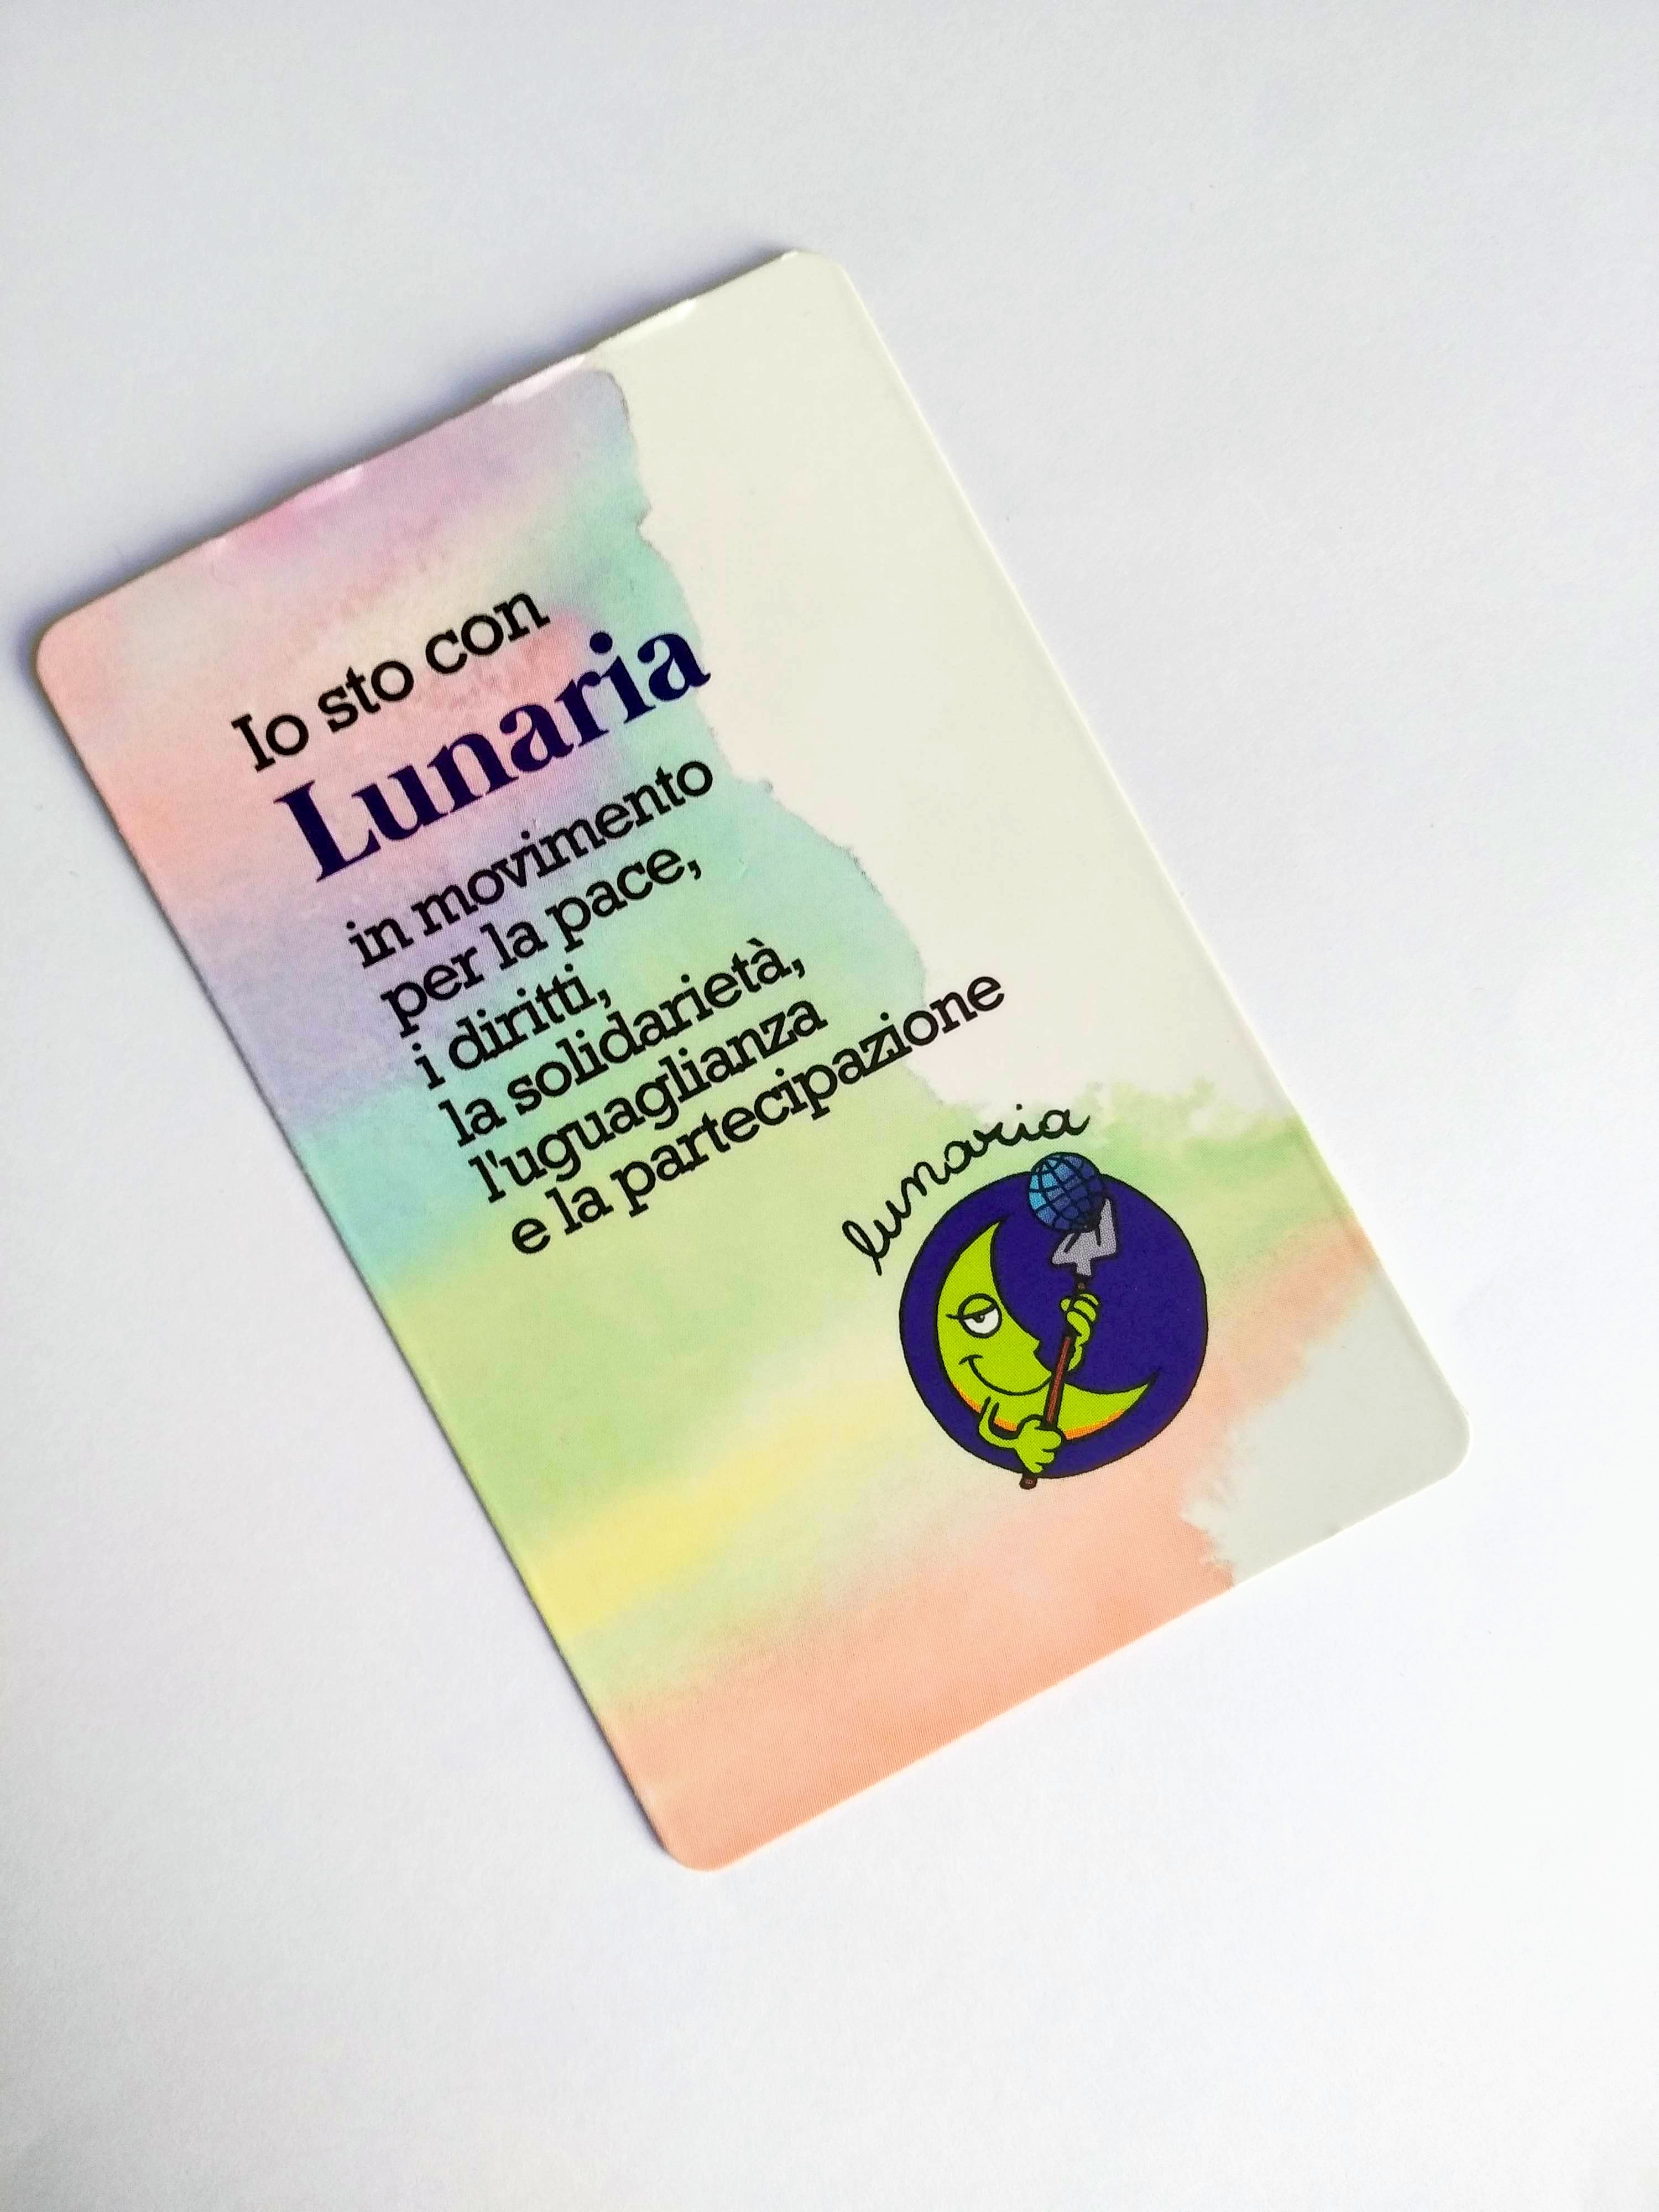 Io sto con
Lunaria
in movimento
per la pace,
i diritti,
la solidarietà,
l'uguaglianza
e la partecipazione
lunaria